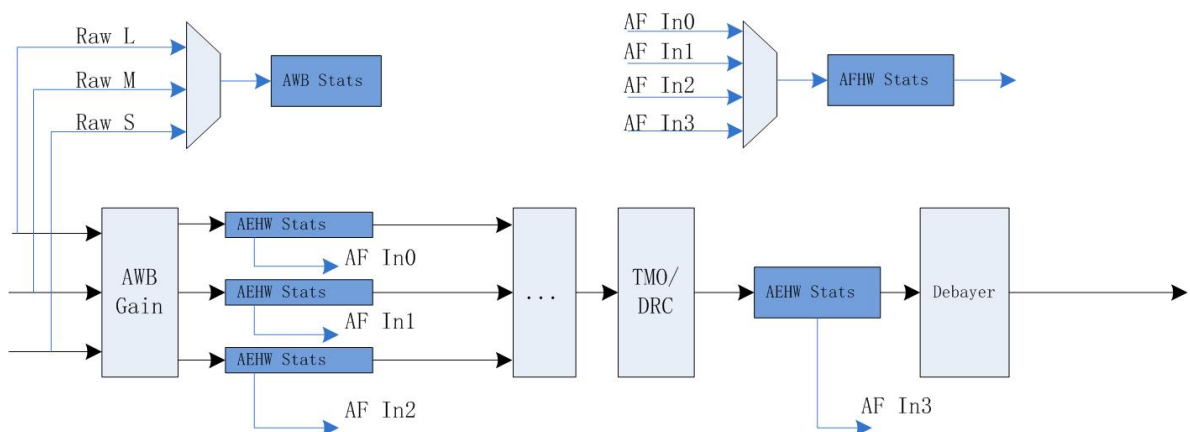 Raw L
Raw M
Raw S
AWB Stats
AF In0
AF In1
AF In2
AF In3
AFHW Stats
AWB
Gain
AEHW Stats
AF In0
AEHW Stats
AF In1
AEHW Stats
AF In2
...
TMO/
DRC
AEHW Stats
AF In3
Debayer